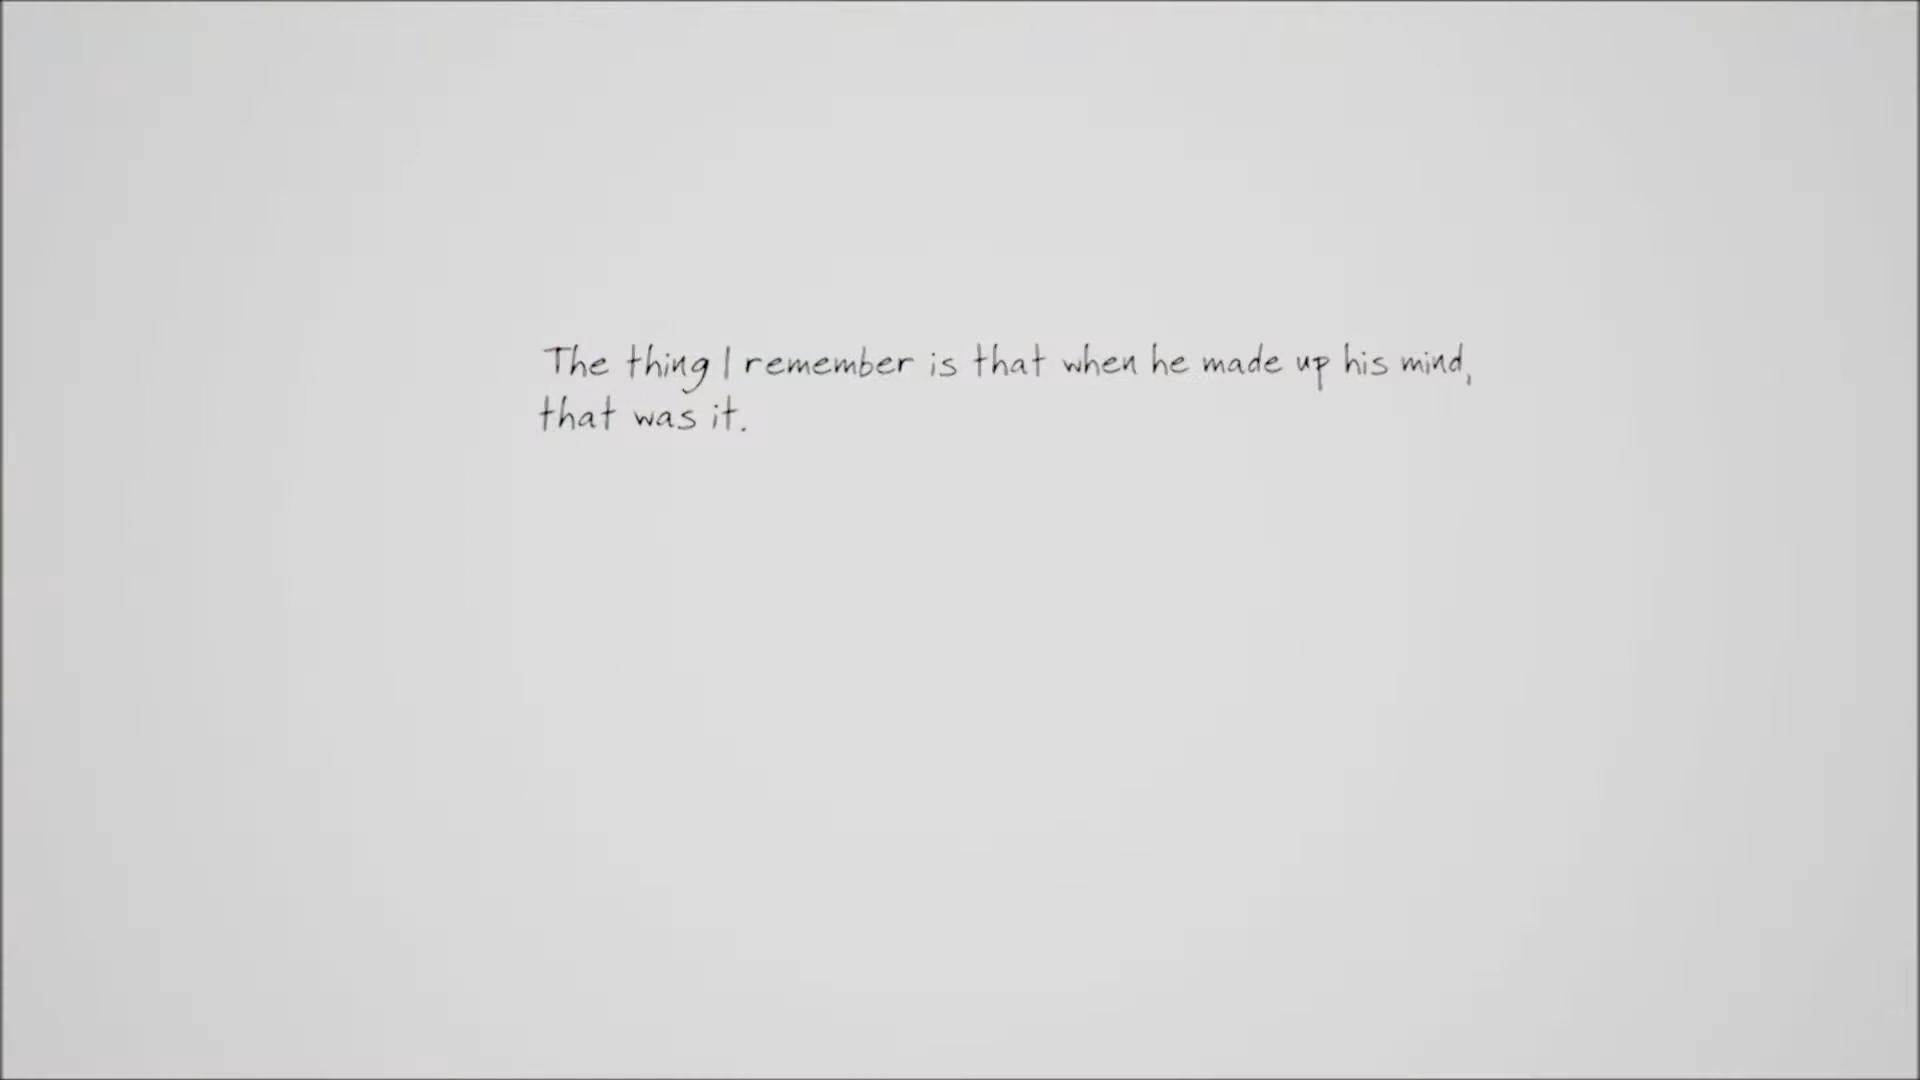 The thing I remember is that when he made up his mind,
that was it.